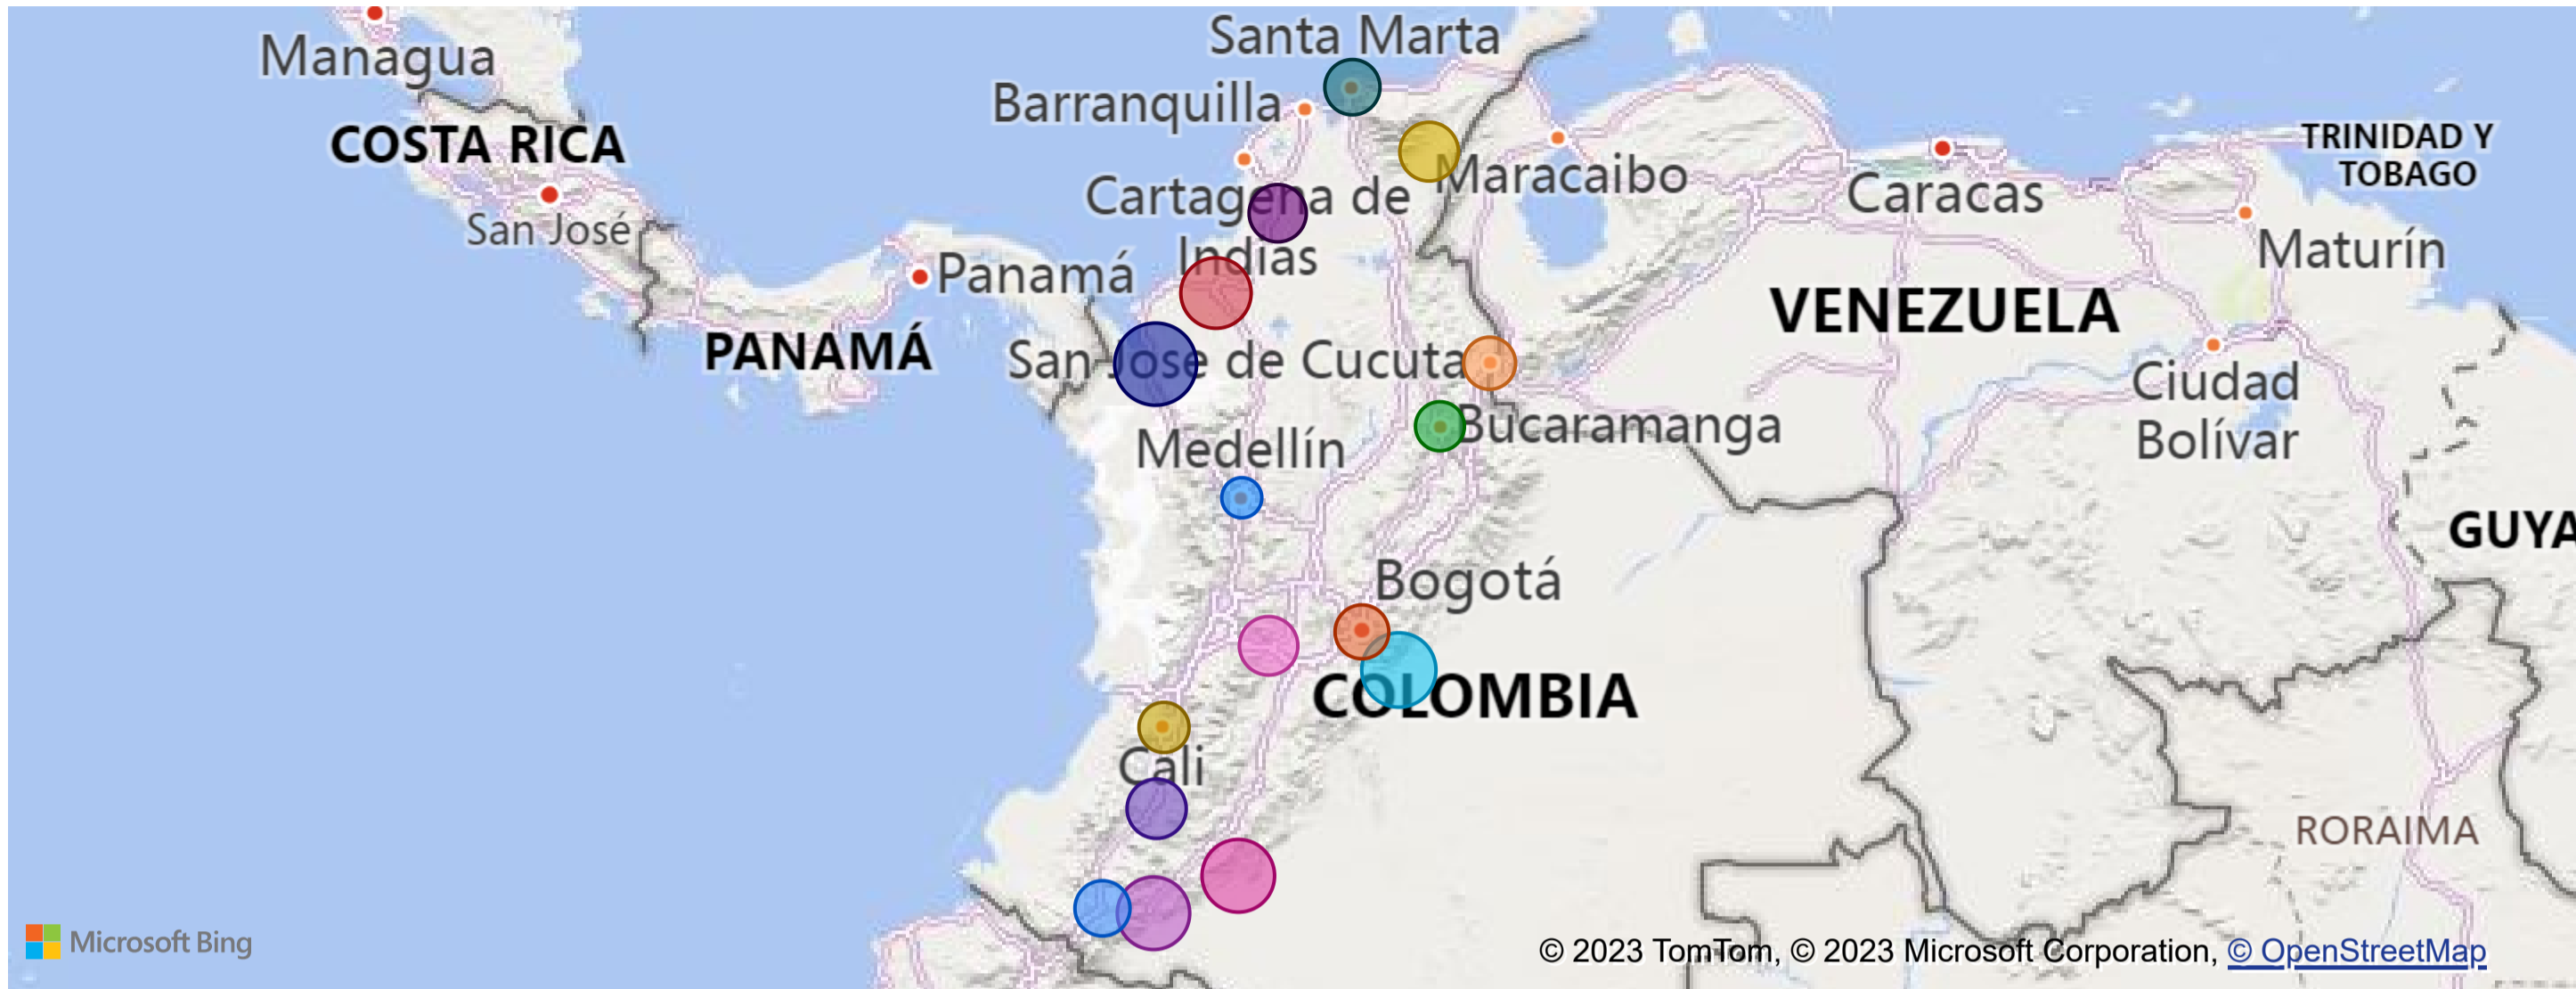 Santa Marta
Managua
Barranquilla
COSTA RICA
TRINIDAD Y
TOBAGO
Maracaibo
Cartagena de
Indias
Caracas
San José
Maturín
Panamá
VENEZUELA
PANAMÁ
San Jose de Cucuta
Ciudad
Bolívar
Bucaramanga
Medellín
GUYA
Bogotá
COLOMBIA
Cali
RORAIMA
Microsoft Bing
© 2023 TomTom, © 2023 Microsoft Corporation, © OpenStreetMap